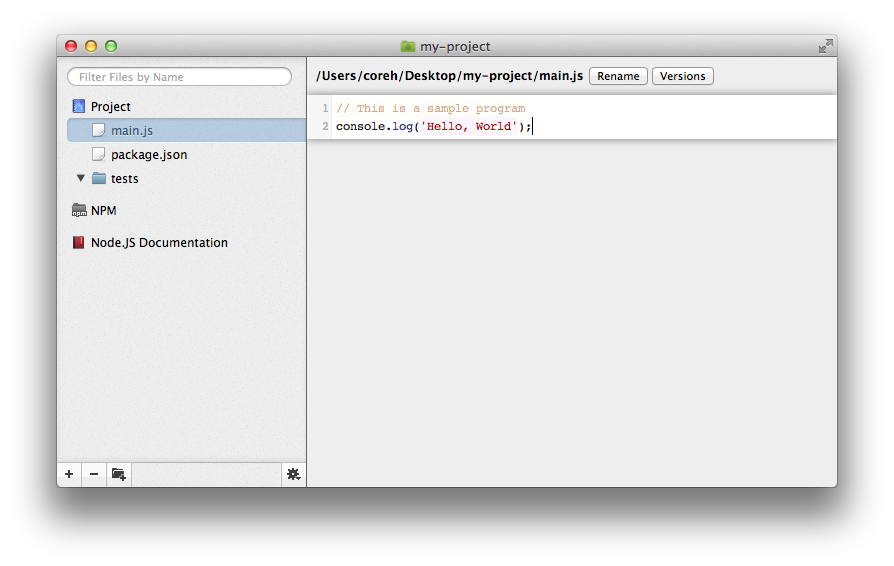 my-project
Filter Files by Name
Project
main.js
package.json
tests
npm NPM
Node.JS Documentation
/Users/coreh/Desktop/my-project/main.js Rename Versions
1 // This is a sample program
2 console.log('Hello, World');